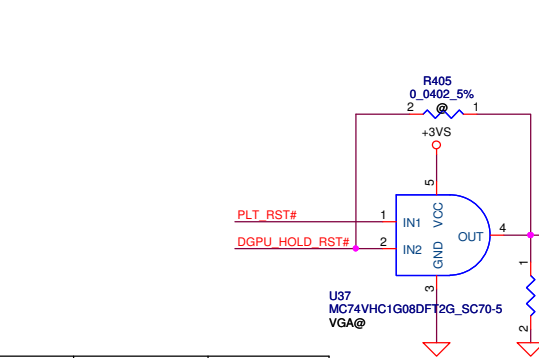 R405
0_0402_5%
2
@
1
+3VS
5
PLT_RST#
1
IN1
VCC
4
OUT
DGPU_HOLD_RST#
2
IN2
GND
1
3
U37
MC74VHC1G08DFT2G_SC70-5
VGA@
2